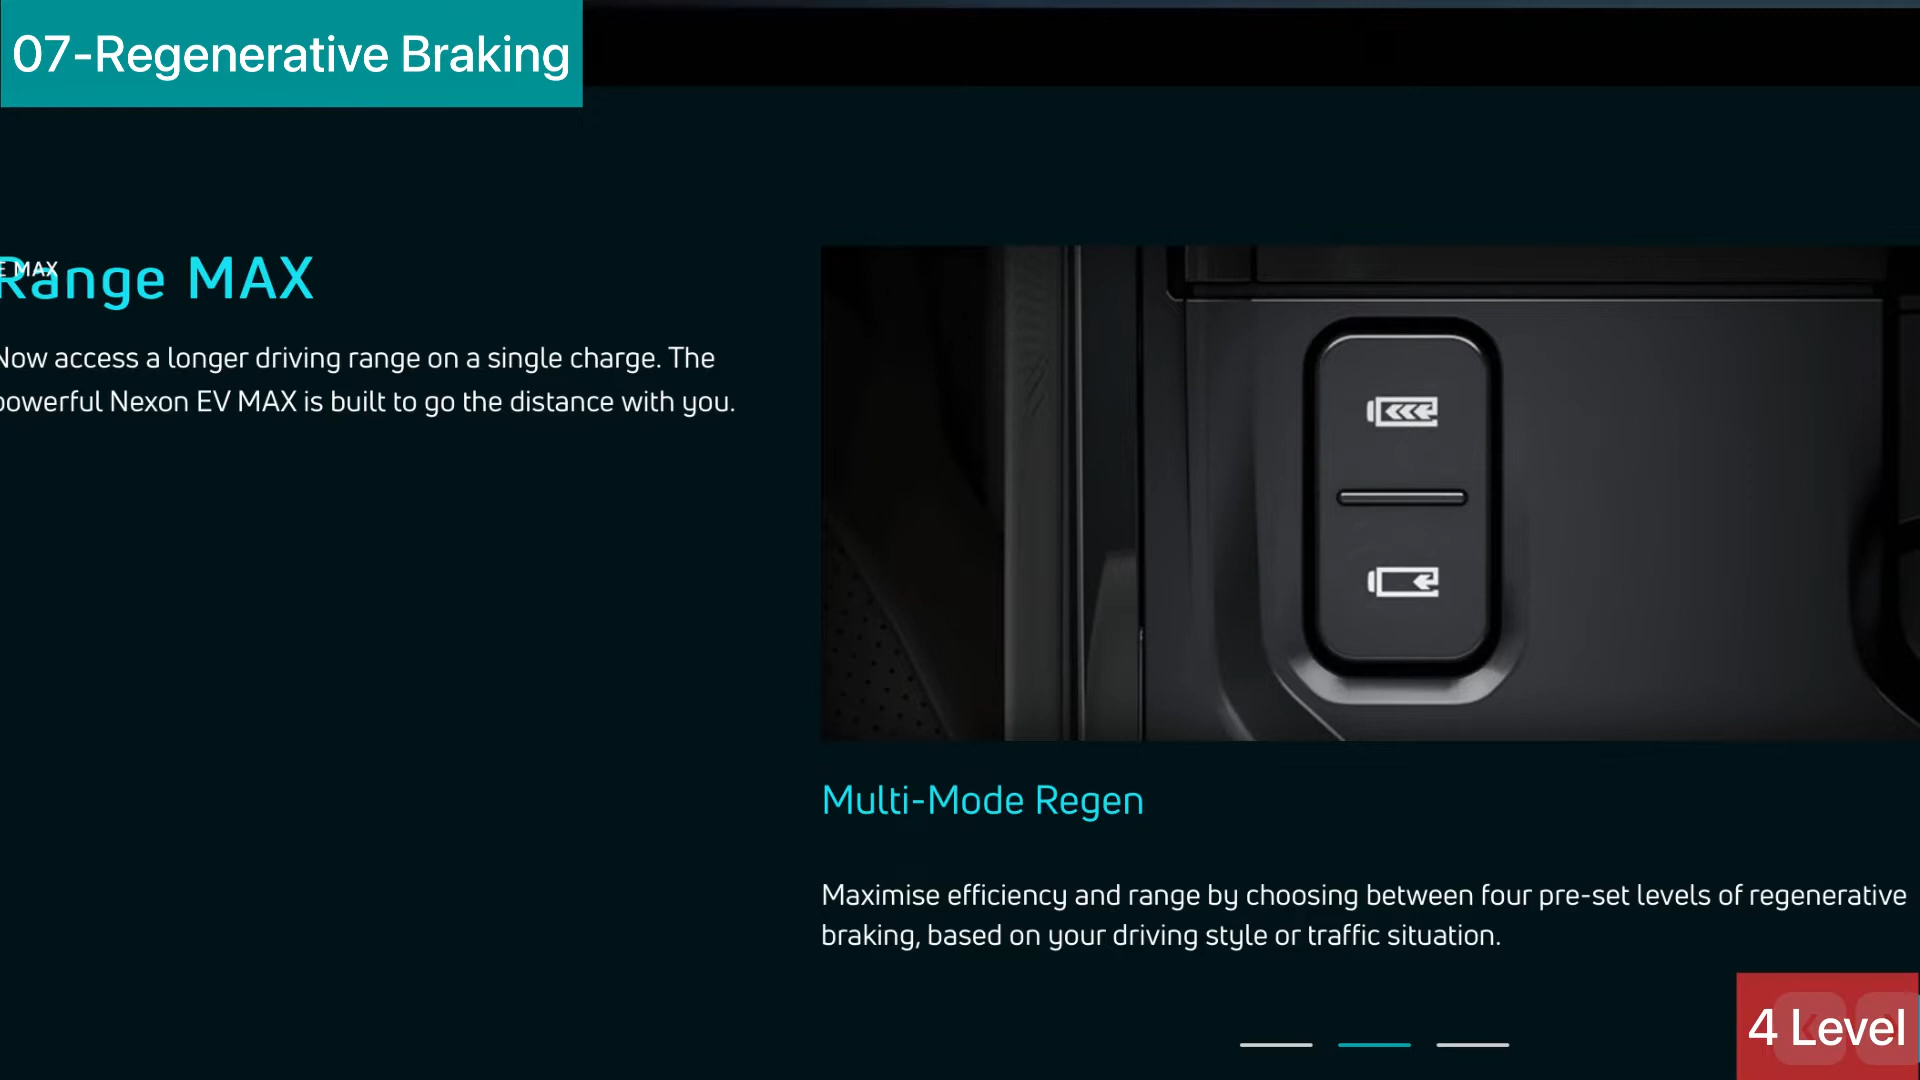 07-Regenerative Braking
E MAX
Range MAX
Now access a longer driving range on a single charge. The
powerful Nexon EV MAX is built to go the distance with you.
Multi-Mode Regen
Maximise efficiency and range by choosing between four pre-set levels of regenerative
braking, based on your driving style or traffic situation.
4 Level